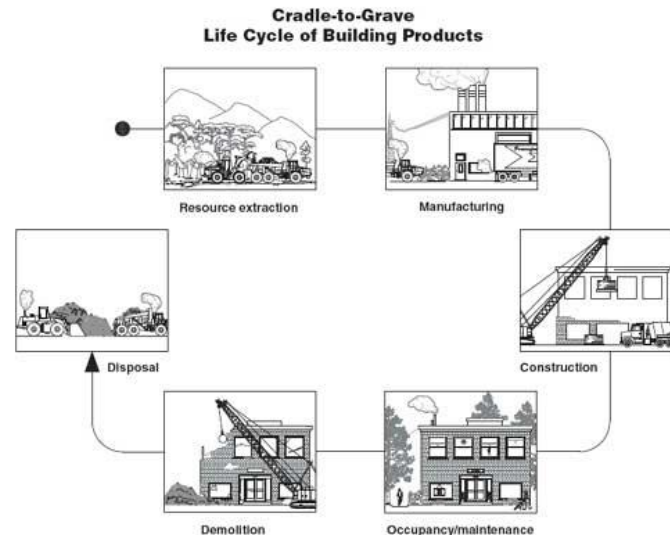 Cradle-to-Grave
Life Cycle of Building Products
Resource extraction
Manufacturing
Construction
Occupancy/maintenance
Demolition
Disposal